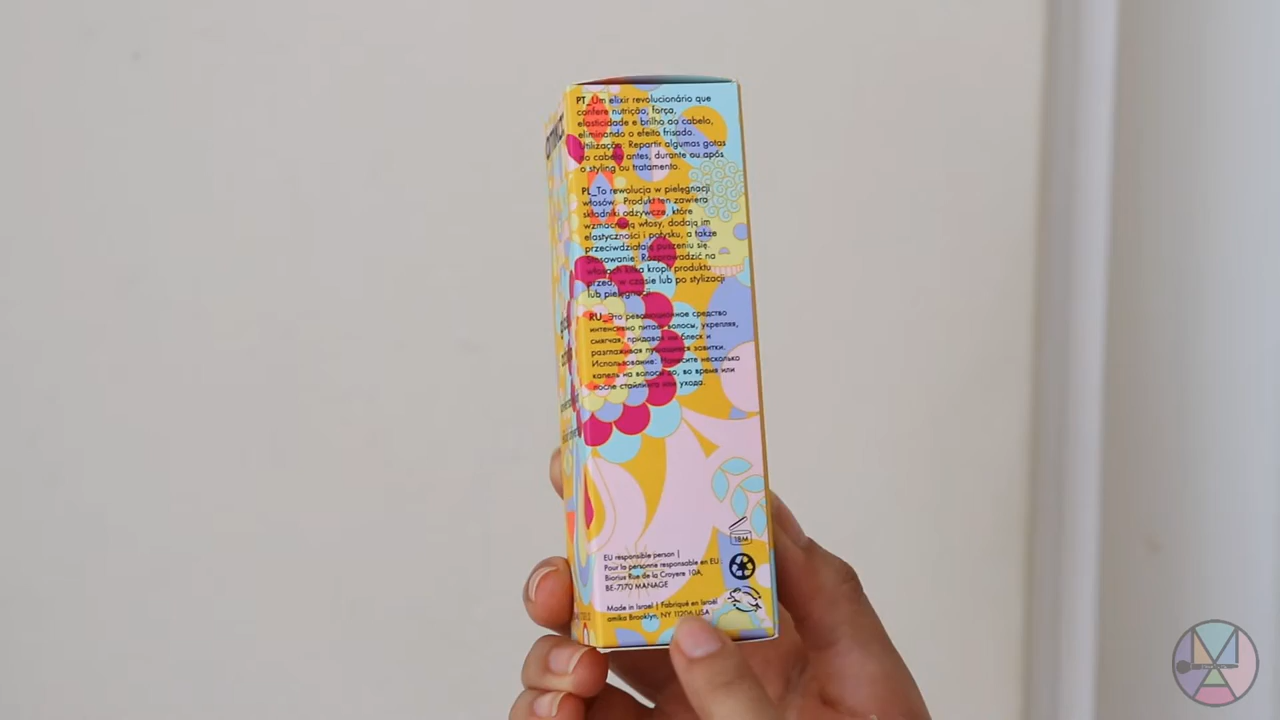 PT_Um elixir revolucionário que
confere nutrição, força,
elasticidade e brilho ao cabelo,
eliminando o efeito frisado.
Utilização: Repartir algumas gotas
no cabelo antes, durante ou após
o styling ou tratamento.
PL_To rewolucja w pielęgnacji
włosów. Produkt ten zawiera
składniki odżywcze, które
wzmacniają włosy, dodają im
elastyczności i połysku, a także
przeciwdziałają puszeniu się.
Stosowanie: Rozprowadzić na
włosach kilka kropli produktu
przed, w czasie lub po stylizacji
lub pielęgnacji.
RU_Это революционное средство
интенсивно питает волосы, укрепляя,
смягчая, придавая им блеск и
разглаживая пушащиеся завитки.
Использование: Нанесите несколько
капель на волосы до, во время или
после стайлинга или ухода.
18M
EU responsible person |
Pour la personne responsable en EU :
Biorius Rue de la Croyere 10A,
BE-7170 MANAGE
Made in Israel | Fabriqué en Israël
amika Brooklyn, NY 11206 USA